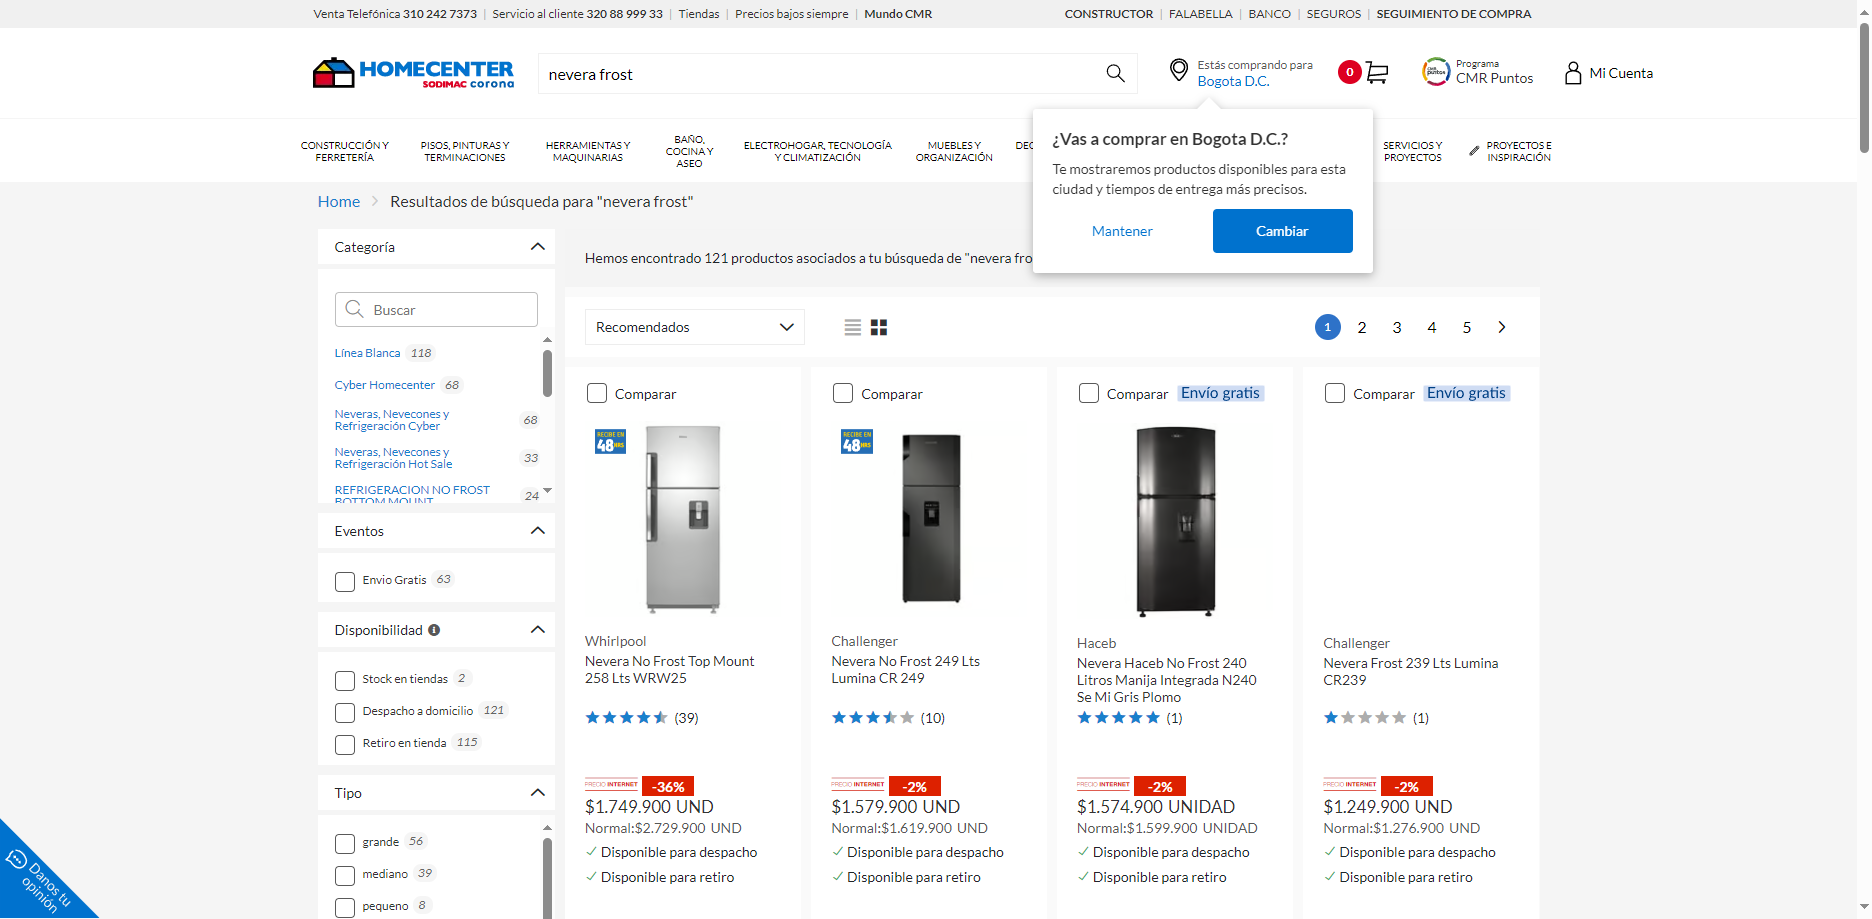 Venta Telefónica 310 242 7373 | Servicio al cliente 320 88 999 33 | Tiendas | Precios bajos siempre | Mundo CMR
CONSTRUCTOR | FALABELLA | BANCO | SEGUROS | SEGUIMIENTO DE COMPRA
HOMECENTER
SODIMAC corona
nevera frost
Estás comprando para
Bogota D.C.
0
Programa
CMR Puntos
Mi Cuenta
CONSTRUCCIÓN Y
FERRETERÍA
PISOS, PINTURAS Y
TERMINACIONES
HERRAMIENTAS Y
MAQUINARIAS
BAÑO,
COCINA Y
ASEO
ELECTROHOGAR, TECNOLOGÍA
Y CLIMATIZACIÓN
MUEBLES Y
ORGANIZACIÓN
SERVICIOS Y
PROYECTOS
PROYECTOS E
INSPIRACIÓN
¿Vas a comprar en Bogota D.C.?
Te mostraremos productos disponibles para esta
ciudad y tiempos de entrega más precisos.
Mantener
Cambiar
Home
Resultados de búsqueda para "nevera frost"
Categoría
Buscar
Línea Blanca 118
Cyber Homecenter 68
Neveras, Nevecones y
Refrigeración Cyber 68
Neveras, Nevecones y
Refrigeración Hot Sale 33
REFRIGERACION NO FROST
BOTTOM MOUNT 24
Eventos
Envio Gratis 63
Disponibilidad
Stock en tiendas 2
Despacho a domicilio 121
Retiro en tienda 115
Tipo
grande 56
mediano 39
pequeno 8
Danos tu
opinión
Hemos encontrado 121 productos asociados a tu búsqueda de "nevera fro
Recomendados
1 2 3 4 5
Comparar
RECIBE EN
48 HRS
Whirlpool
Nevera No Frost Top Mount
258 Lts WRW25
(39)
PRECIO INTERNET -36%
$1.749.900 UND
Normal:$2.729.900 UND
Disponible para despacho
Disponible para retiro
Comparar
RECIBE EN
48 HRS
Challenger
Nevera No Frost 249 Lts
Lumina CR 249
(10)
PRECIO INTERNET -2%
$1.579.900 UND
Normal:$1.619.900 UND
Disponible para despacho
Disponible para retiro
Comparar Envío gratis
Haceb
Nevera Haceb No Frost 240
Litros Manija Integrada N240
Se Mi Gris Plomo
(1)
PRECIO INTERNET -2%
$1.574.900 UNIDAD
Normal:$1.599.900 UNIDAD
Disponible para despacho
Disponible para retiro
Comparar Envío gratis
Challenger
Nevera Frost 239 Lts Lumina
CR239
(1)
PRECIO INTERNET -2%
$1.249.900 UND
Normal:$1.276.900 UND
Disponible para despacho
Disponible para retiro